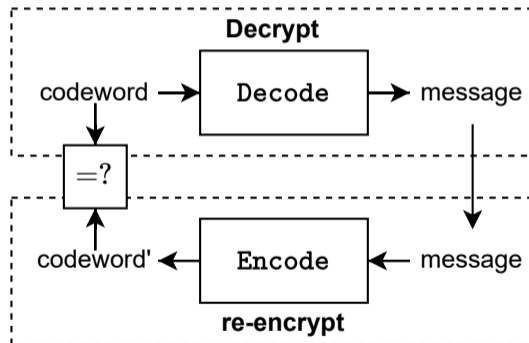 Decrypt
codeword
Decode
message
=?
codeword'
Encode
message
re-encrypt